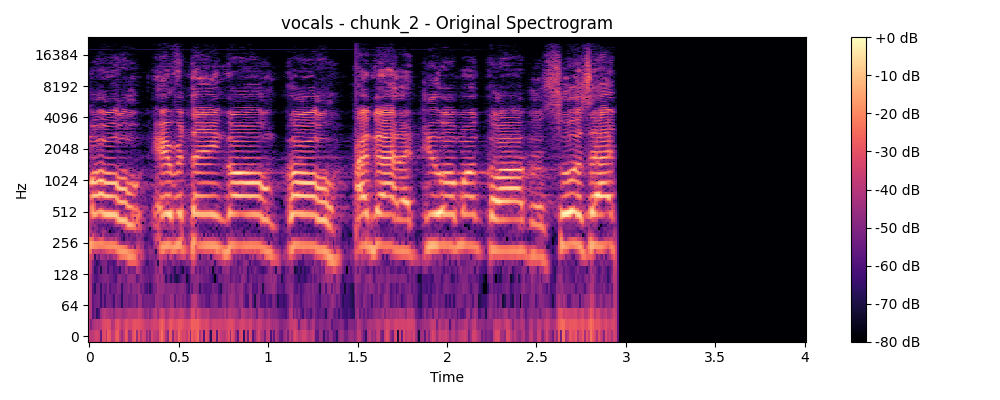 vocals - chunk_2 - Original Spectrogram
16384
8192
4096
2048
1024
512
256
128
64
0
Hz
0
0.5
1
1.5
2
2.5
3
3.5
4
Time
+0 dB
-10 dB
-20 dB
-30 dB
-40 dB
-50 dB
-60 dB
-70 dB
-80 dB